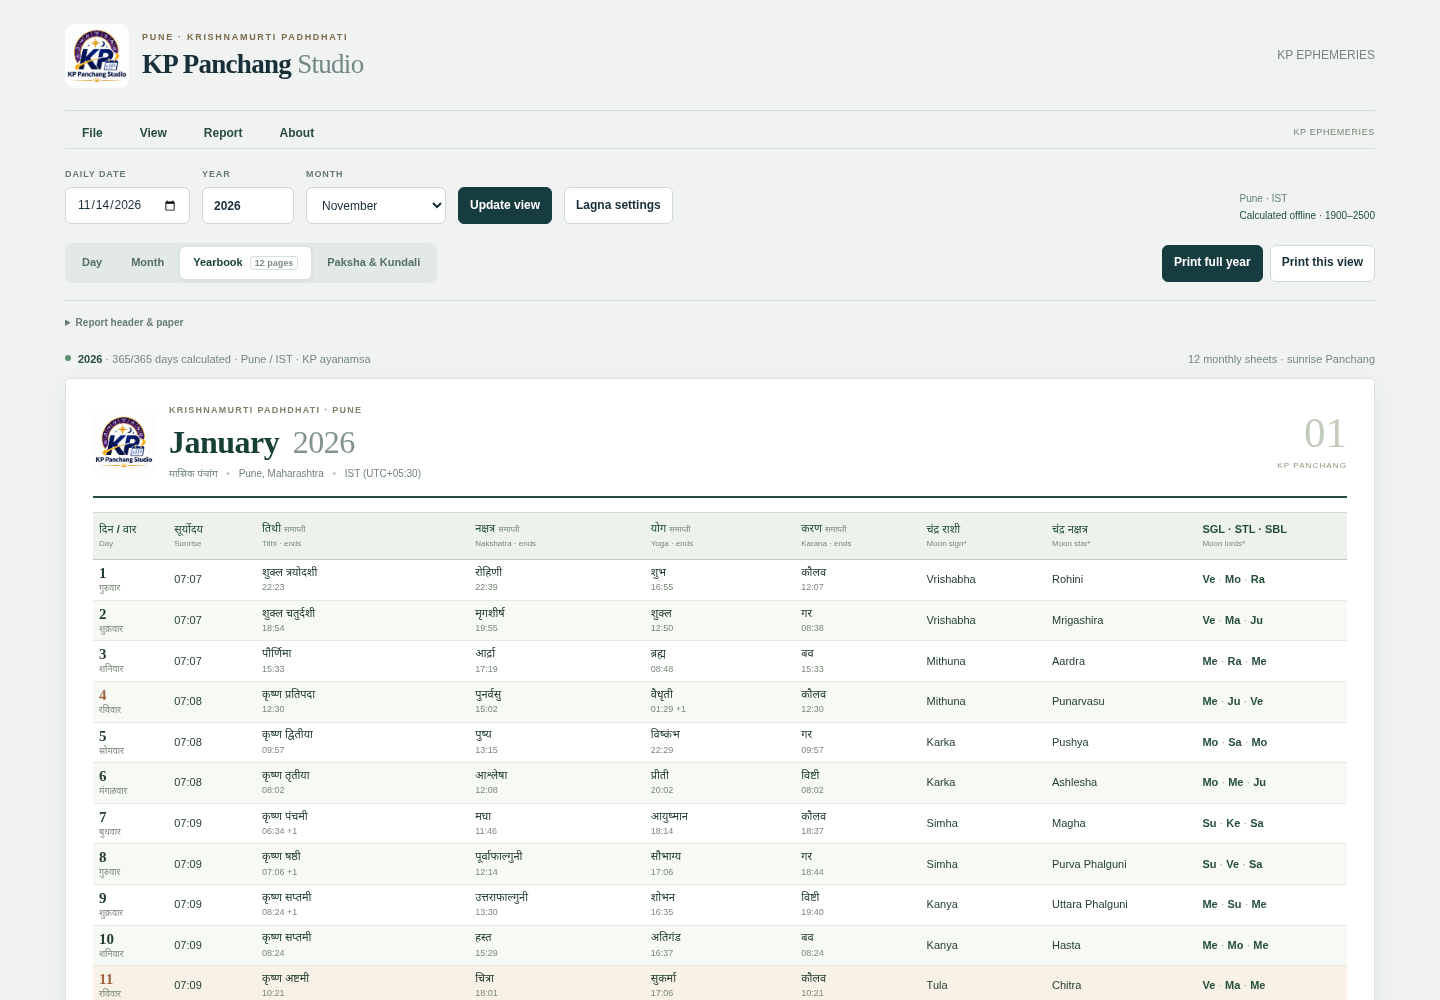 KP
KP Panchang Studio
PUNE · KRISHNAMURTI PADHDHATI
KP Panchang Studio
KP EPHEMERIES
File View Report About
KP EPHEMERIES
DAILY DATE YEAR MONTH
11/14/2026 2026 November Update view Lagna settings
Pune · IST
Calculated offline · 1900–2500
Day Month Yearbook 12 pages Paksha & Kundali Print full year Print this view
▸ Report header & paper
2026 · 365/365 days calculated · Pune / IST · KP ayanamsa 12 monthly sheets · sunrise Panchang
KP
KP Panchang Studio
KRISHNAMURTI PADHDHATI · PUNE
January 2026
मासिक पंचांग • Pune, Maharashtra • IST (UTC+05:30)
01
KP PANCHANG
दिन / वार सूर्योदय तिथी समाप्ती नक्षत्र समाप्ती योग समाप्ती करण समाप्ती चंद्र राशी चंद्र नक्षत्र SGL · STL · SBL
Day Sunrise Tithi · ends Nakshatra · ends Yoga · ends Karana · ends Moon sign* Moon star* Moon lords*
1 07:07 शुक्ल त्रयोदशी रोहिणी शुभ कौलव Vrishabha Rohini Ve · Mo · Ra
गुरुवार 22:23 22:39 16:55 12:07
2 07:07 शुक्ल चतुर्दशी मृगशीर्ष शुक्ल गर Vrishabha Mrigashira Ve · Ma · Ju
शुक्रवार 18:54 19:55 12:50 08:38
3 07:07 पौर्णिमा आर्द्रा ब्रह्म बव Mithuna Aardra Me · Ra · Me
शनिवार 15:33 17:19 08:48 15:33
4 07:08 कृष्ण प्रतिपदा पुनर्वसु वैधृती कौलव Mithuna Punarvasu Me · Ju · Ve
रविवार 12:30 15:02 01:29 +1 12:30
5 07:08 कृष्ण द्वितीया पुष्य विष्कंभ गर Karka Pushya Mo · Sa · Mo
सोमवार 09:57 13:15 22:29 09:57
6 07:08 कृष्ण तृतीया आश्लेषा प्रीती विष्टी Karka Ashlesha Mo · Me · Ju
मंगळवार 08:02 12:08 20:02 08:02
7 07:09 कृष्ण पंचमी मघा आयुष्मान कौलव Simha Magha Su · Ke · Sa
बुधवार 06:34 +1 11:46 18:14 18:37
8 07:09 कृष्ण षष्ठी पूर्वाफाल्गुनी सौभाग्य गर Simha Purva Phalguni Su · Ve · Sa
गुरुवार 07:06 +1 12:14 17:06 18:44
9 07:09 कृष्ण सप्तमी उत्तराफाल्गुनी शोभन विष्टी Kanya Uttara Phalguni Me · Su · Me
शुक्रवार 08:24 +1 13:30 16:35 19:40
10 07:09 कृष्ण सप्तमी हस्त अतिगंड बव Kanya Hasta Me · Mo · Me
शनिवार 08:24 15:29 16:37 08:24
11 07:09 कृष्ण अष्टमी चित्रा सुकर्मा कौलव Tula Chitra Ve · Ma · Me
रविवार 10:21 18:01 17:06 10:21